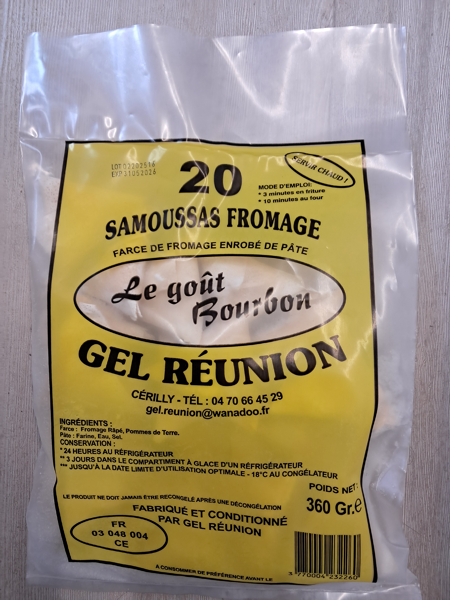 20
SERVIR CHAUD !
MODE D'EMPLOI:
* 3 minutes en friture
* 10 minutes au four
SAMOUSSAS FROMAGE
FARCE DE FROMAGE ENROBÉ DE PÂTE
Le goût
Bourbon
GEL RÉUNION
CÉRILLY - TÉL : 04 70 66 45 29
gel.reunion@wanadoo.fr
INGRÉDIENTS :
Farce : Fromage Râpé, Pommes de Terre.
Pâte : Farine, Eau, Sel.
CONSERVATION :
* 24 HEURES AU RÉFRIGÉRATEUR
** 3 JOURS DANS LE COMPARTIMENT À GLACE D'UN RÉFRIGÉRATEUR
*** JUSQU'À LA DATE LIMITE D'UTILISATION OPTIMALE - 18°C AU CONGÉLATEUR
POIDS NET:
360 Gr.e
LE PRODUIT NE DOIT JAMAIS ÊTRE RECONGELÉ APRÈS UNE DÉCONGÉLATION
FABRIQUÉ ET CONDITIONNÉ
PAR GEL RÉUNION
FR
03 048 004
CE
3 770004 232260
À CONSOMMER DE PRÉFÉRENCE AVANT LE